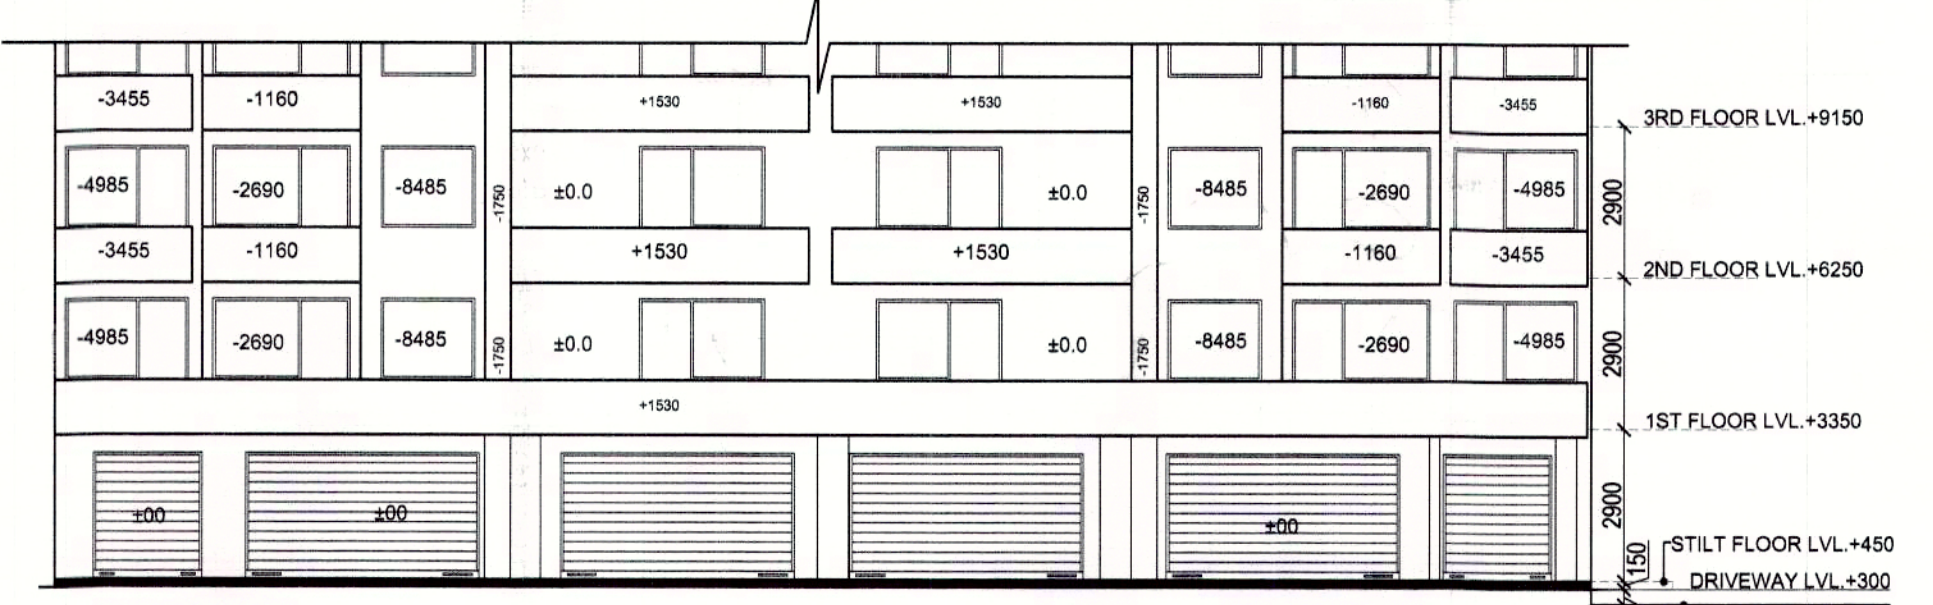 -3455 -1160 +1530 +1530 -1160 -3455
3RD FLOOR LVL.+9150
-4985 -2690 -8485 -1750 ±0.0 ±0.0 -1750 -8485 -2690 -4985 2900
-3455 -1160 +1530 +1530 -1160 -3455
2ND FLOOR LVL.+6250
-4985 -2690 -8485 -1750 ±0.0 ±0.0 -1750 -8485 -2690 -4985 2900
+1530
1ST FLOOR LVL.+3350
±00 ±00 ±00 2900
STILT FLOOR LVL.+450
150
DRIVEWAY LVL.+300